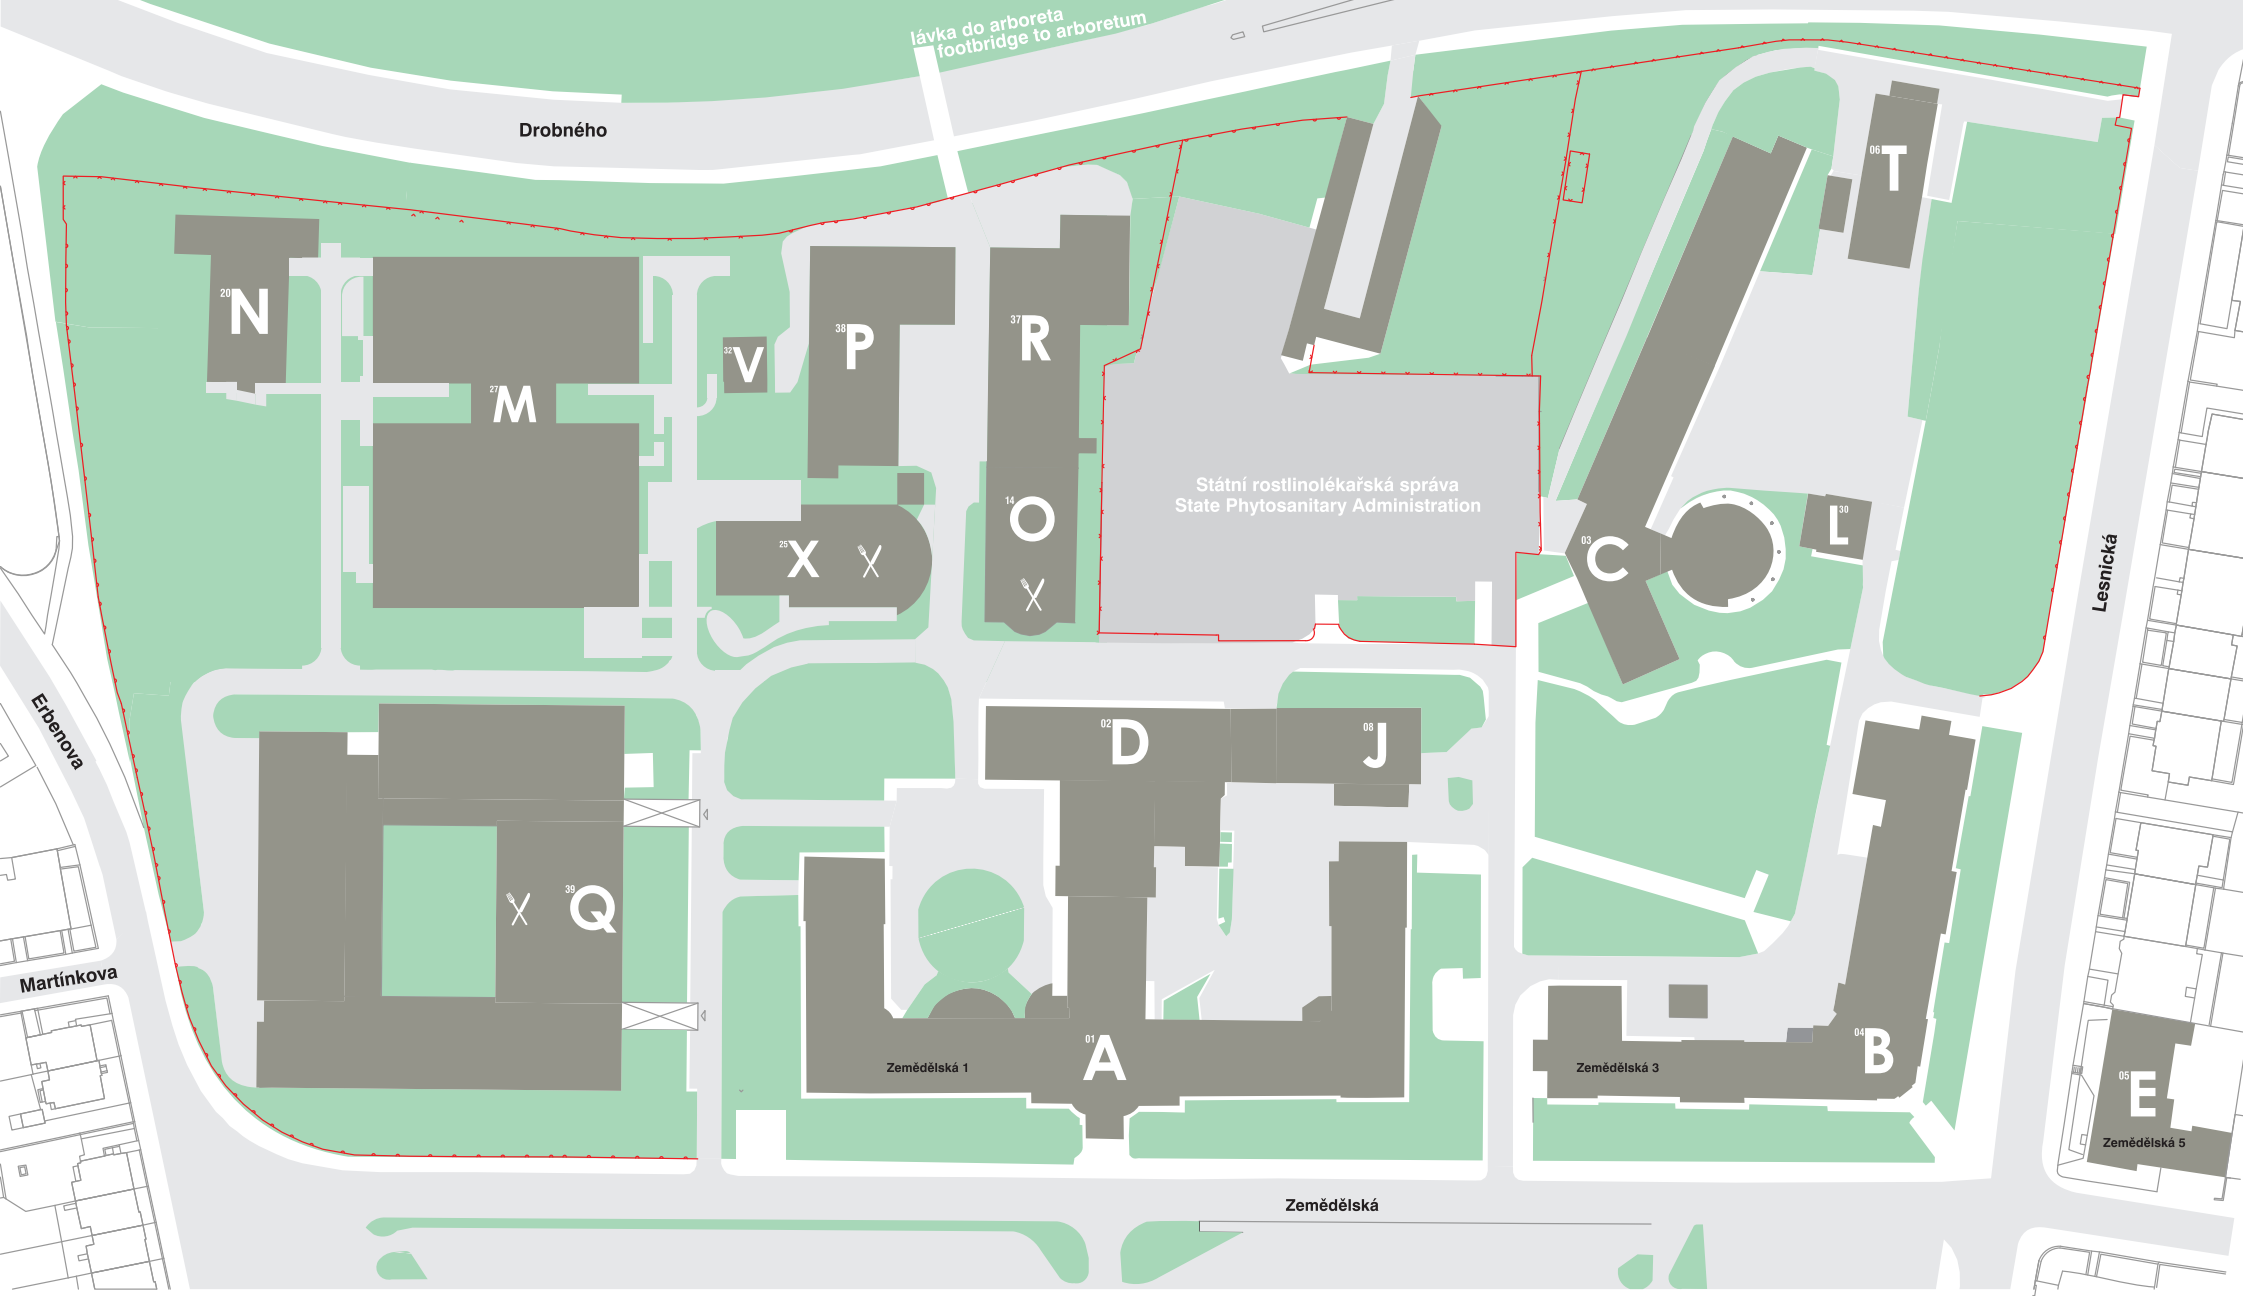 lávka do arboreta
footbridge to arboretum
Drobného
06 T
20 N
38 P
37 R
32 V
27 M
Státní rostlinolékařská správa
State Phytosanitary Administration
14 O
30 L
25 X
03 C
Lesnická
Erbenova
02 D
08 J
39 Q
Martínkova
01 A
Zemědělská 1
04 B
Zemědělská 3
05 E
Zemědělská 5
Zemědělská